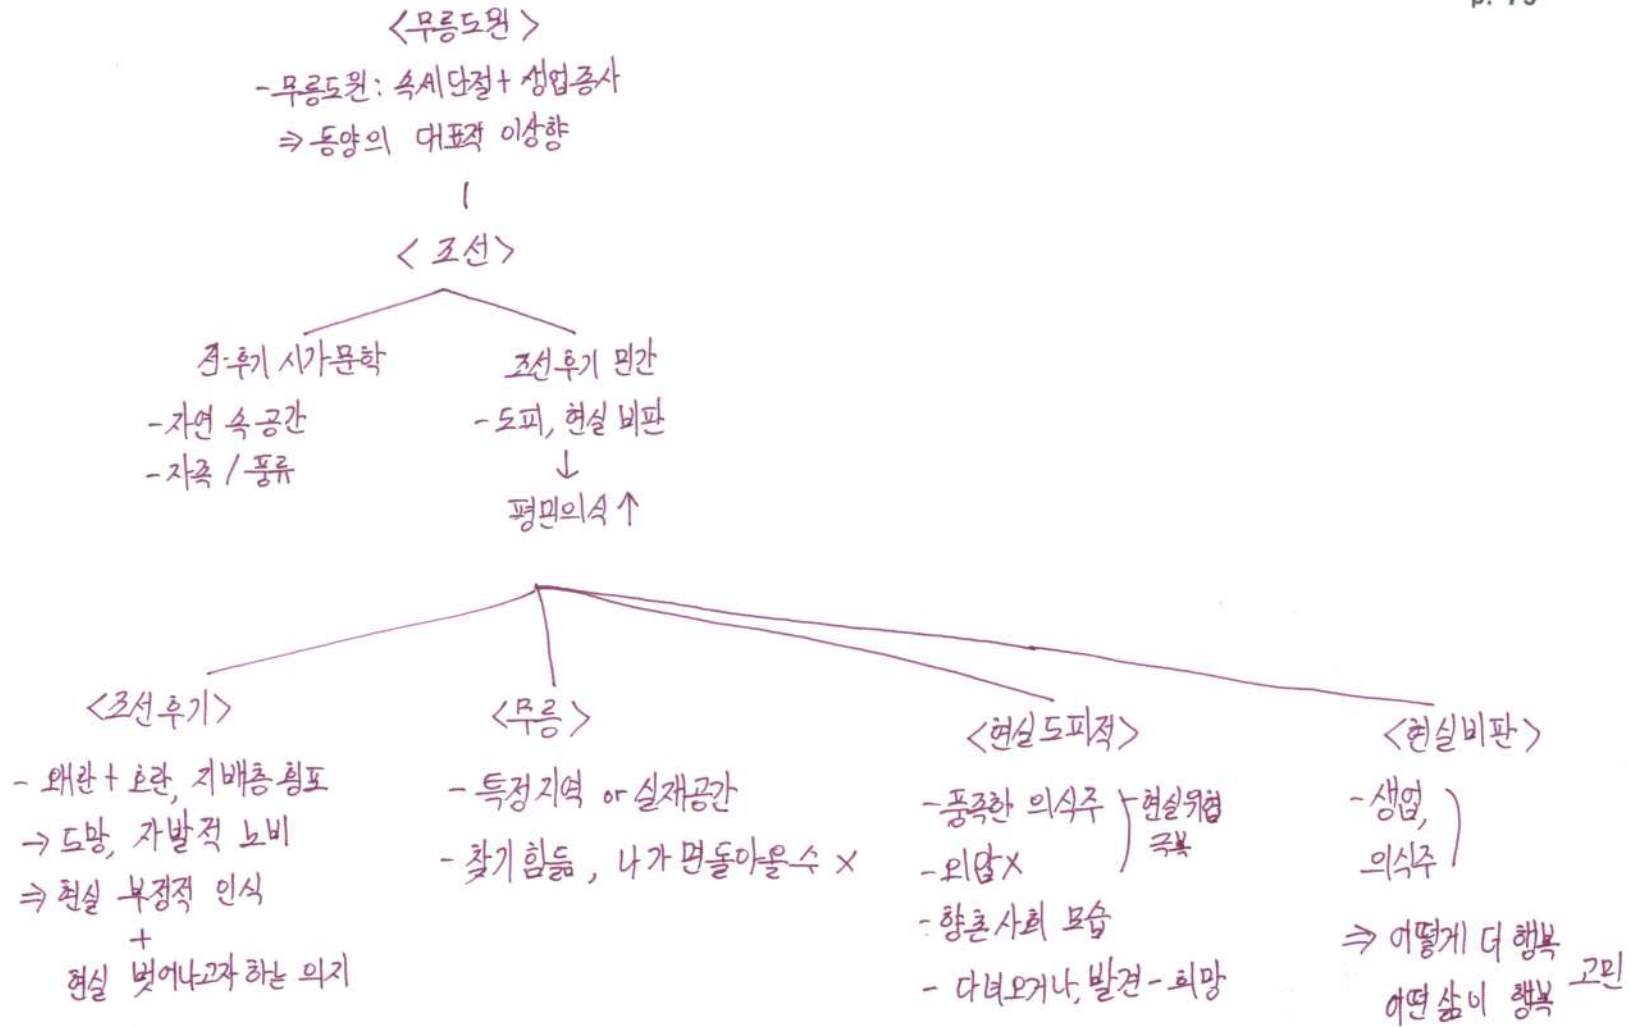 <무릉도원>
- 무릉도원: 속세단절 + 생업종사
⇒ 동양의 대표작 이상향
<조선>
전·후기 시가문학
- 자연 속 공간
- 자족 / 풍류
조선후기 민간
- 도피, 현실 비판
↓
평민의식 ↑
<조선후기>
- 왜란 + 호란, 지배층 횡포
→ 도망, 자발적 노비
⇒ 현실 부정적 인식
+
현실 벗어나고자 하는 의지
<무릉>
- 특정지역 or 실재공간
- 찾기 힘듦, 나가면 돌아올 수 X
<현실도피적>
- 풍족한 의식주
- 외압X
현실위협
극복
- 향촌사회 모습
- 다녀오거나, 발견 - 희망
<현실비판>
- 생업,
의식주
⇒ 어떻게 더 행복
어떤 삶이 행복
고민